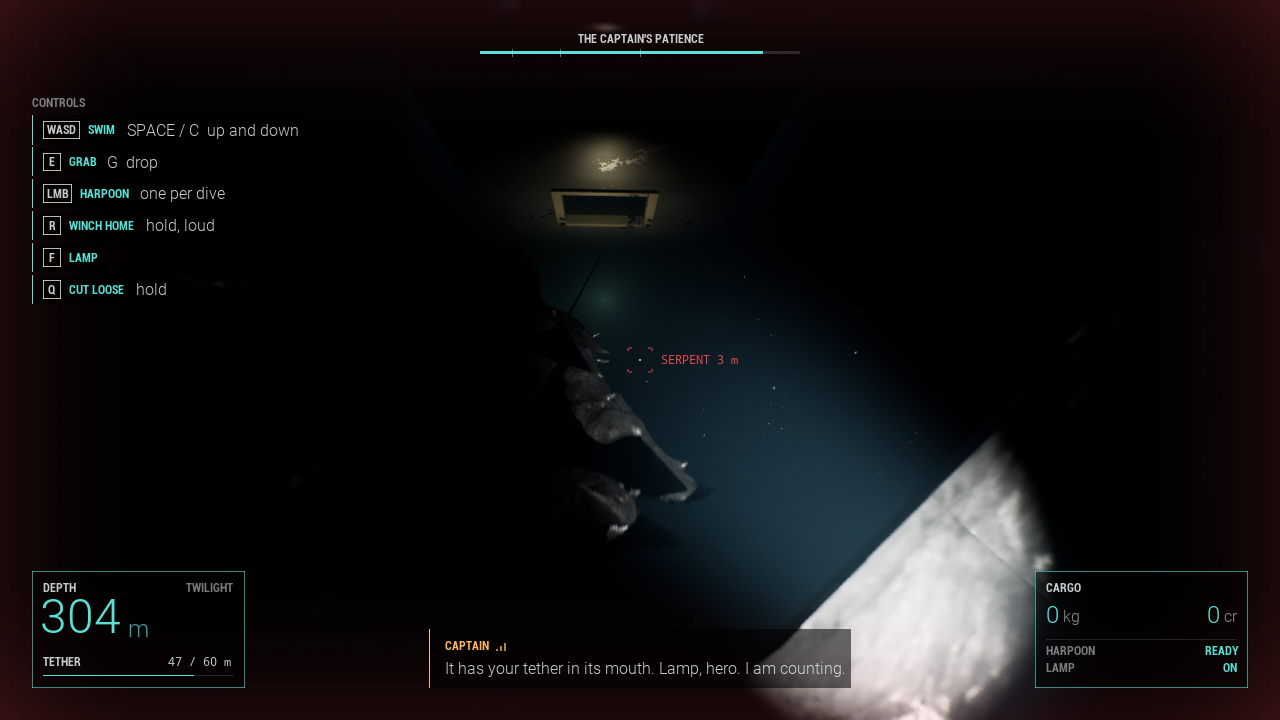 THE CAPTAIN'S PATIENCE
CONTROLS
WASD SWIM SPACE / C up and down
E GRAB G drop
LMB HARPOON one per dive
R WINCH HOME hold, loud
F LAMP
Q CUT LOOSE hold
SERPENT 3 m
DEPTH TWILIGHT
304 m
TETHER 47 / 60 m
CAPTAIN
It has your tether in its mouth. Lamp, hero. I am counting.
CARGO
0 kg 0 cr
HARPOON READY
LAMP ON